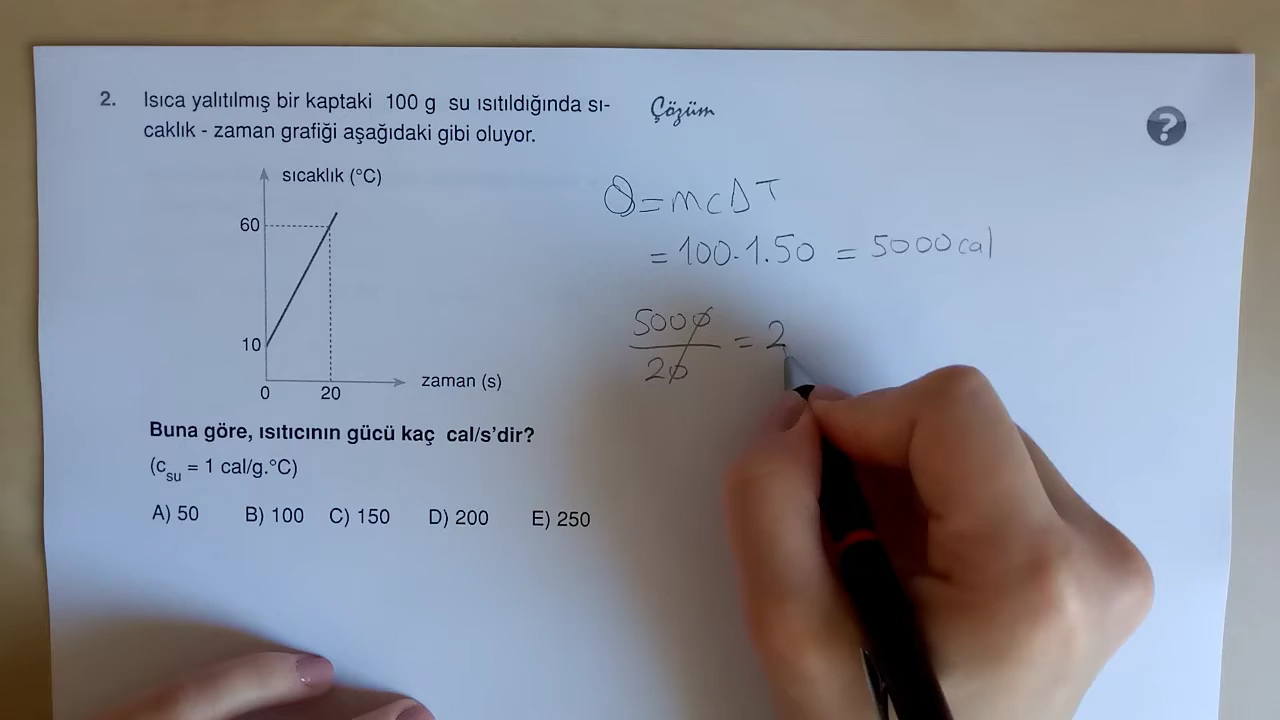 2. Isıca yalıtılmış bir kaptaki 100 g su ısıtıldığında sı-
caklık - zaman grafiği aşağıdaki gibi oluyor.
sıcaklık (°C)
60
10
0
20
zaman (s)
Buna göre, ısıtıcının gücü kaç cal/s'dir?
(c_su = 1 cal/g.°C)
A) 50 B) 100 C) 150 D) 200 E) 250
Çözüm
?
Q=mcΔT
= 100.1.50 = 5000 cal
5000/20 = 2